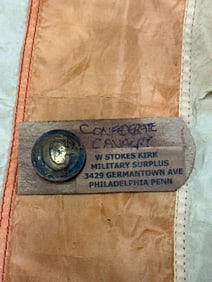 CONFEDERATE
CAVALRY
W STOKES KIRK
MILITARY SURPLUS
3429 GERMANTOWN AVE
PHILADELPHIA PENN